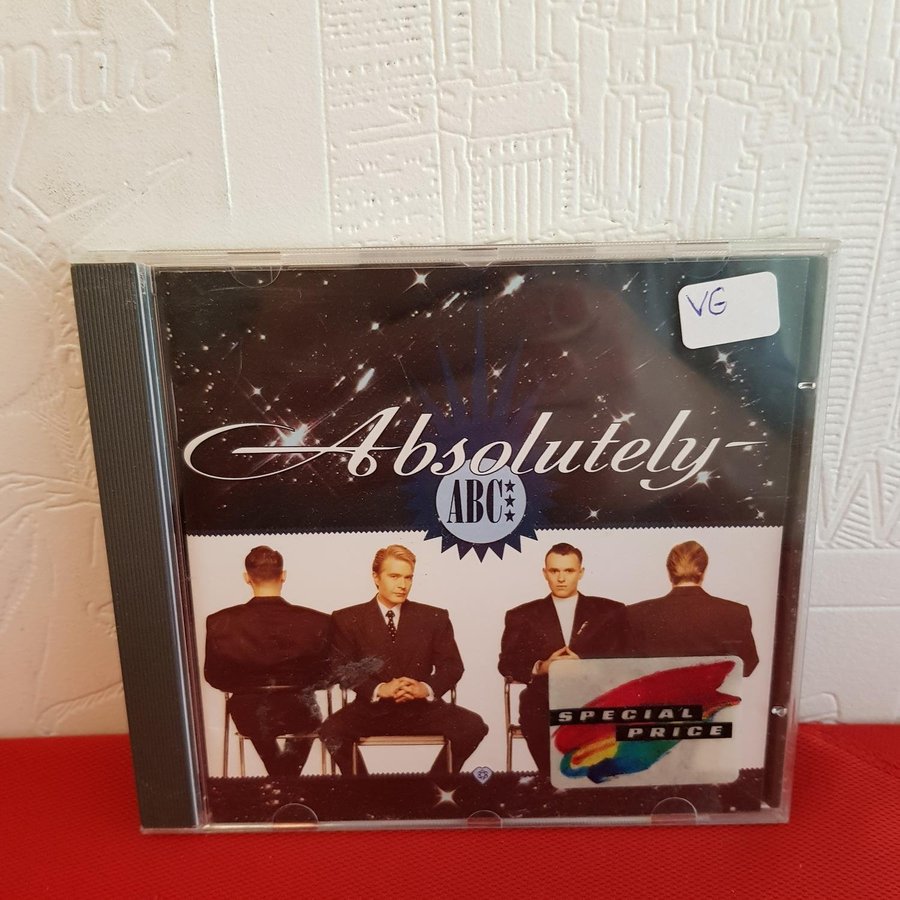 VG
Absolutely
ABC
SPECIAL
PRICE